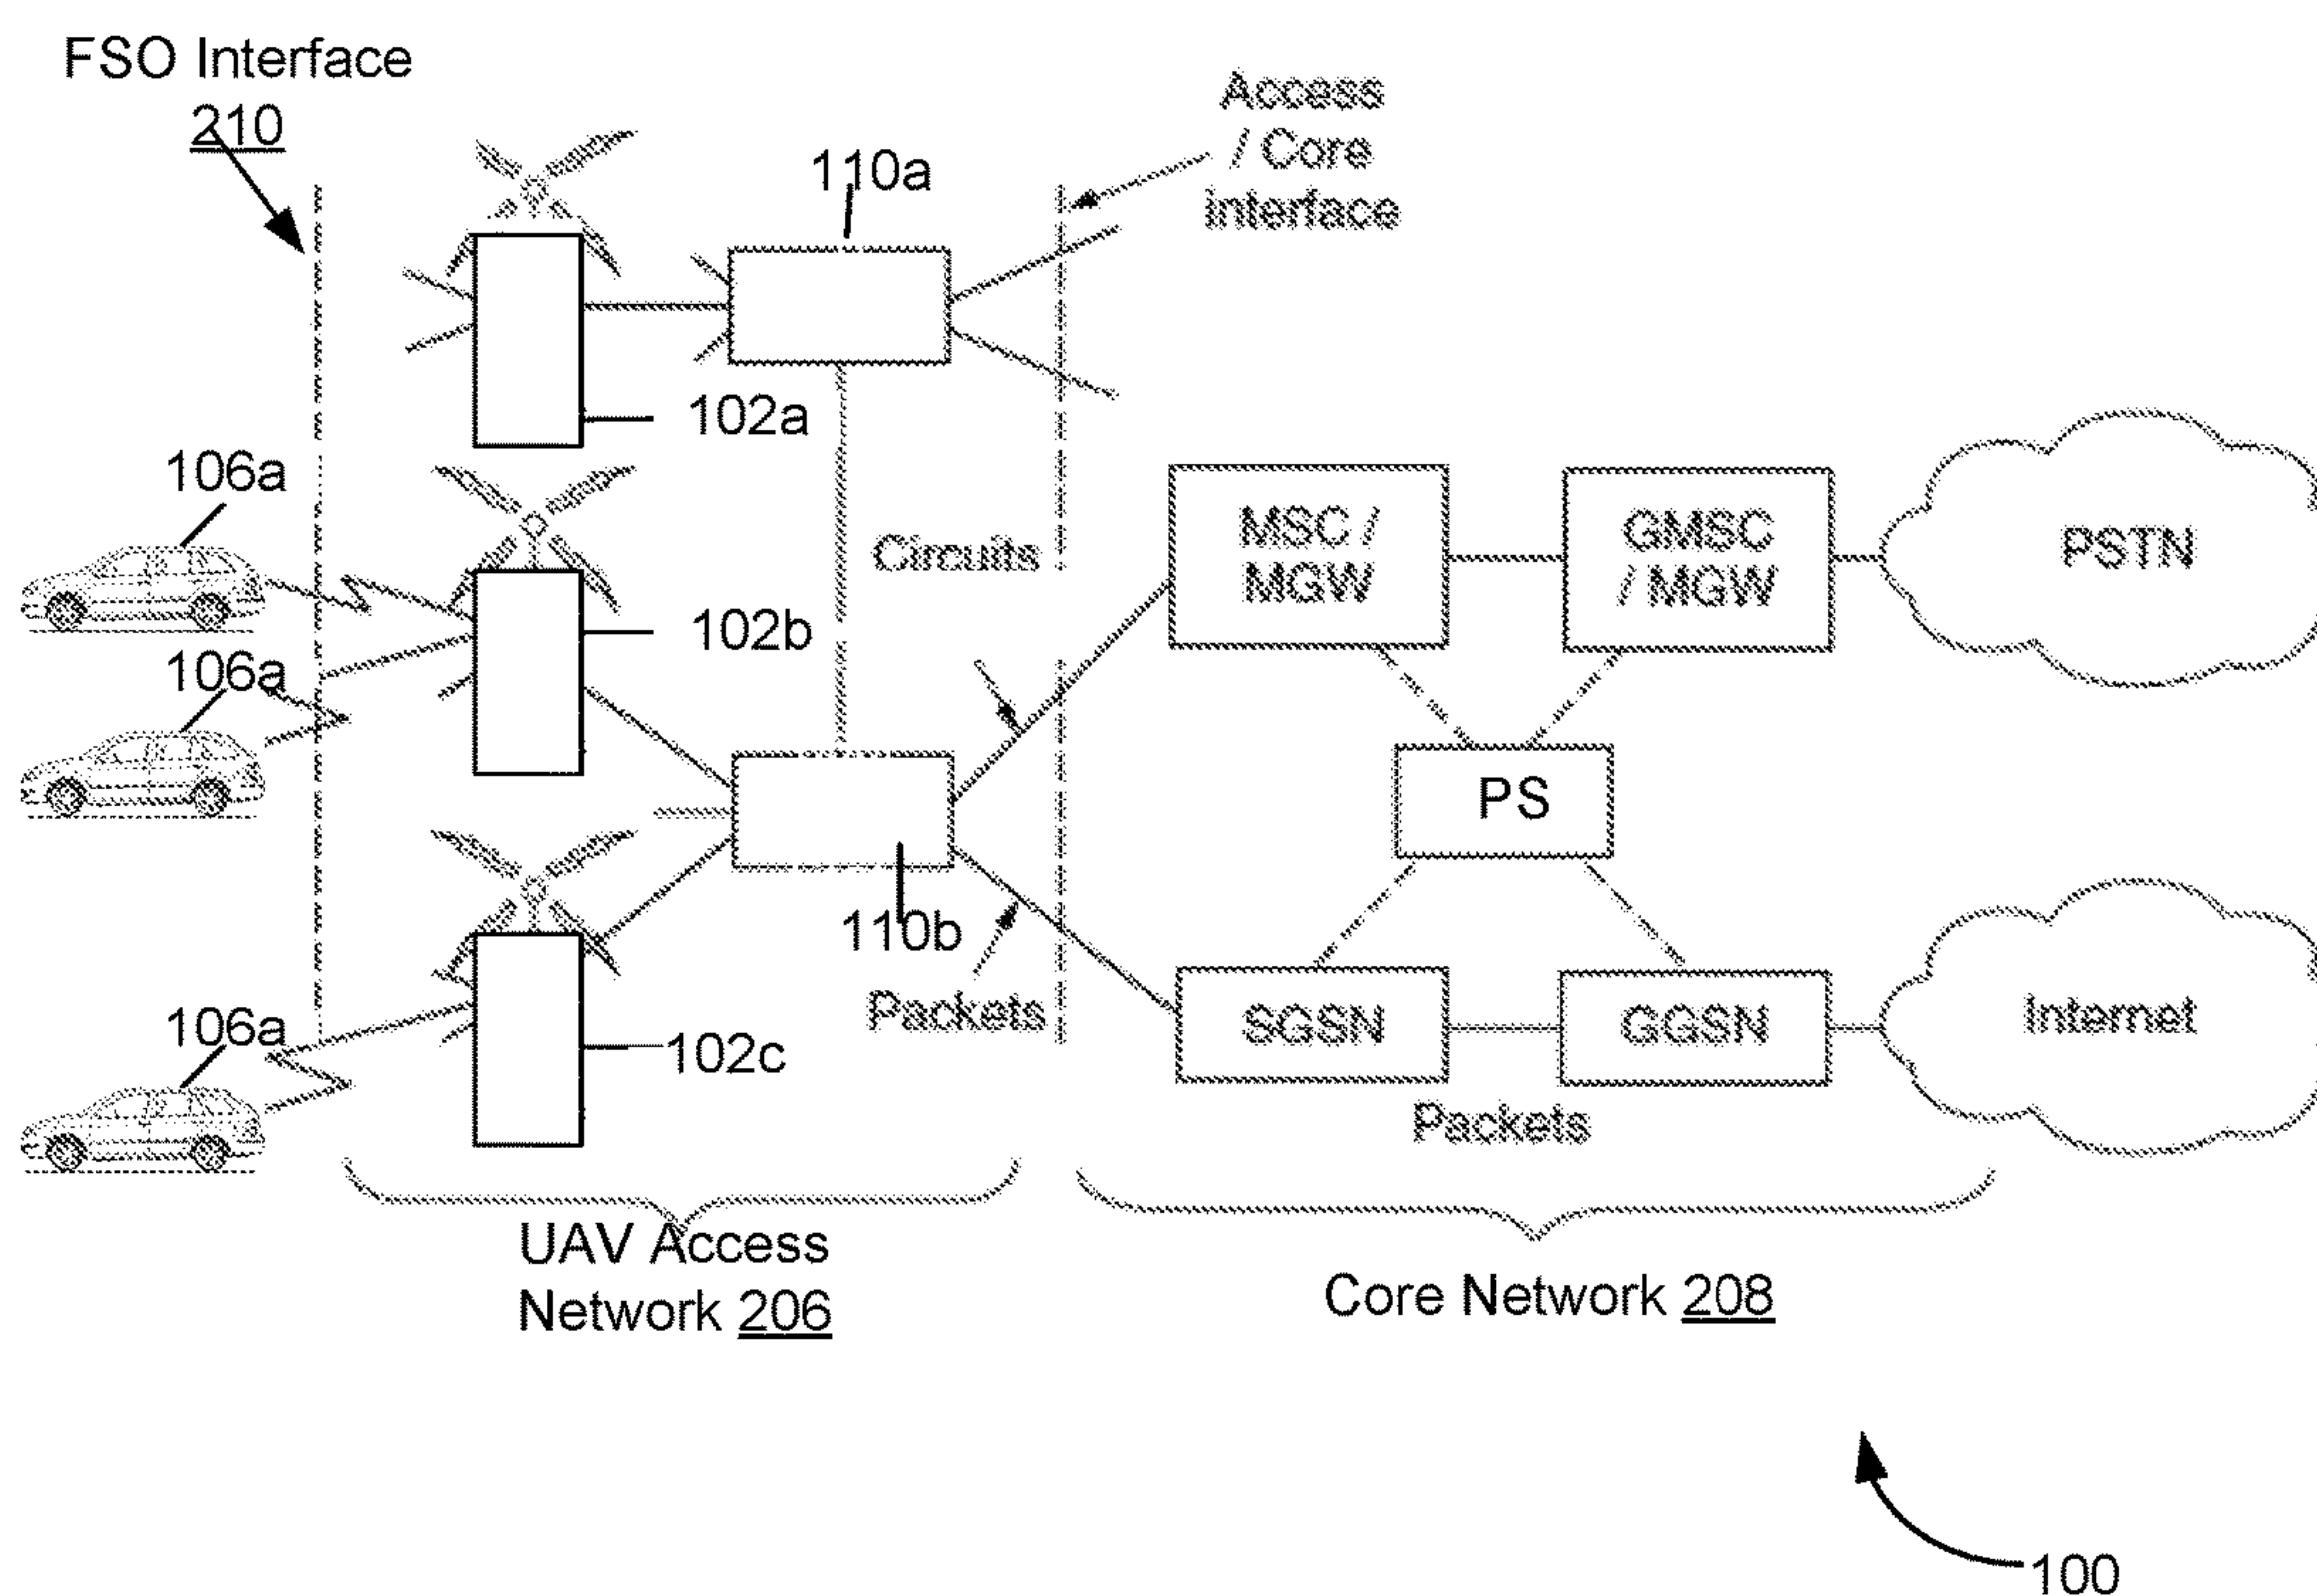 FSO Interface
210
Access
/ Core
interface
110a
102a
106a
Circuits
MSC /
MGW
GMSC
/ MGW
PSTN
102b
106a
PS
110b
Packets
SGSN
GGSN
Internet
106a
102c
Packets
UAV Access
Network 206
Core Network 208
100